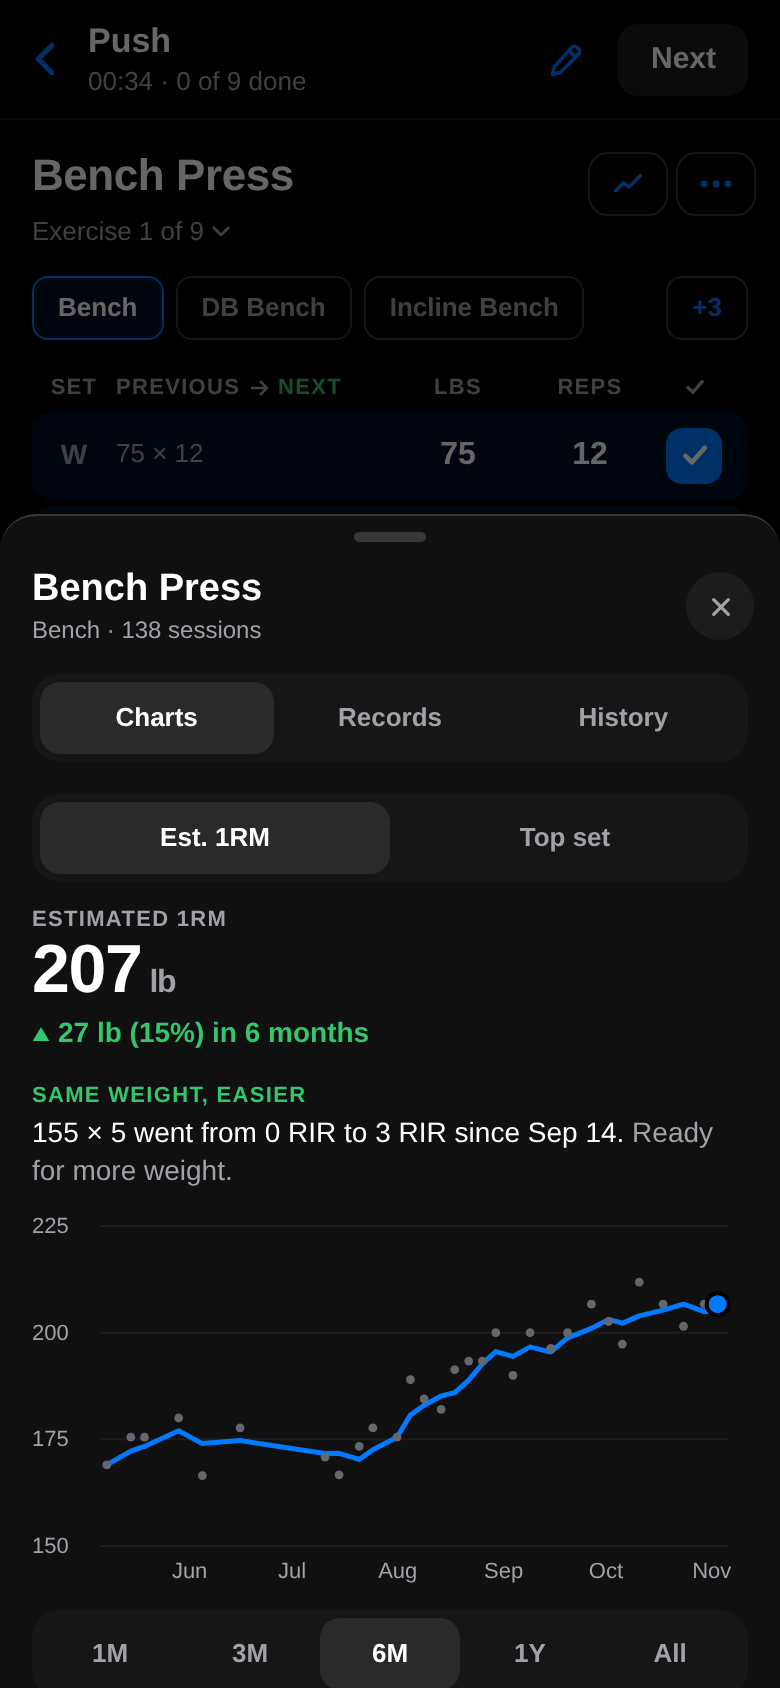 Push
00:34 · 0 of 9 done
Next
Bench Press
Exercise 1 of 9
Bench
DB Bench
Incline Bench
+3
SET PREVIOUS → NEXT LBS REPS ✓
W 75 × 12 75 12
Bench Press
Bench · 138 sessions
Charts
Records
History
Est. 1RM
Top set
ESTIMATED 1RM
207 lb
▲ 27 lb (15%) in 6 months
SAME WEIGHT, EASIER
155 × 5 went from 0 RIR to 3 RIR since Sep 14. Ready
for more weight.
225
200
175
150
Jun Jul Aug Sep Oct Nov
1M 3M 6M 1Y All